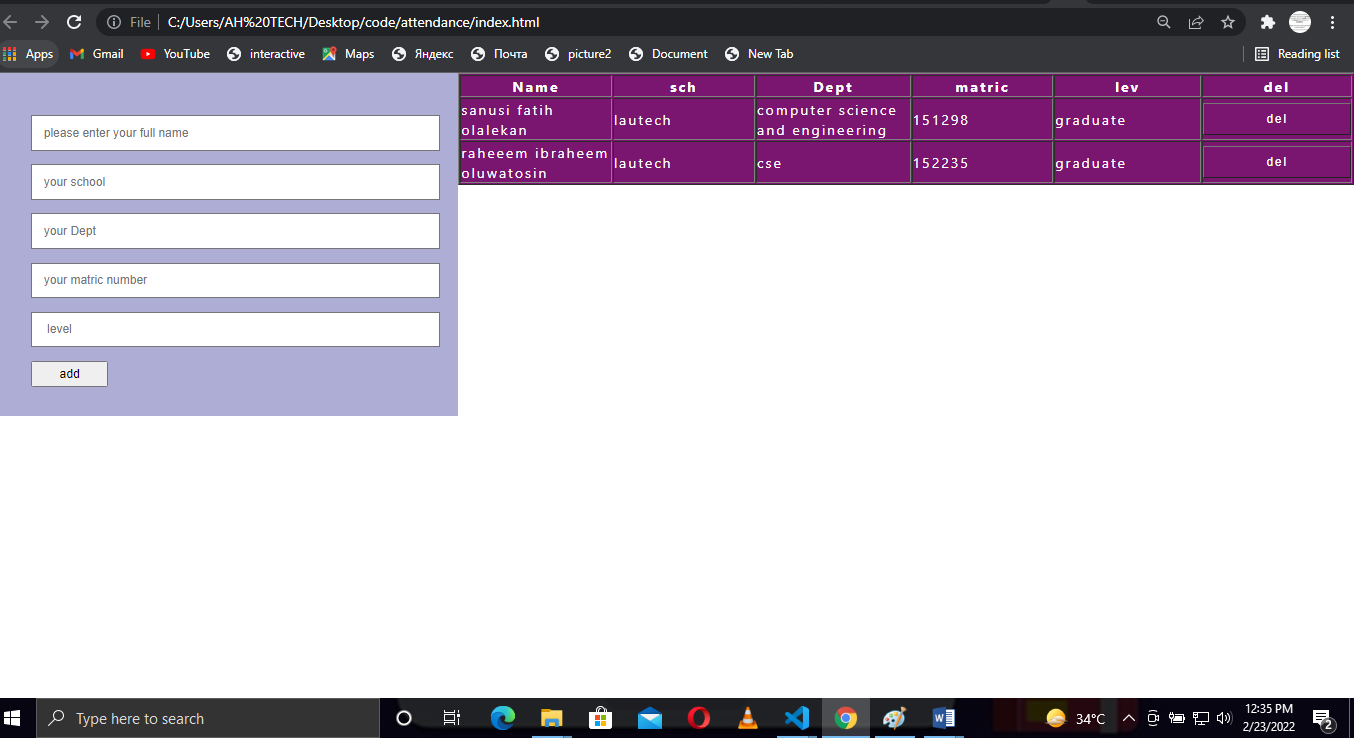 File
C:/Users/AH%20TECH/Desktop/code/attendance/index.html
Apps Gmail YouTube interactive Maps Яндекс Почта picture2 Document New Tab Reading list
please enter your full name
your school
your Dept
your matric number
level
add
Name sch Dept matric lev del
sanusi fatih
olalekan
lautech
computer science
and engineering
151298
graduate
del
raheeem ibraheem
oluwatosin
lautech
cse
152235
graduate
del
Type here to search
34°C
12:35 PM
2/23/2022
2